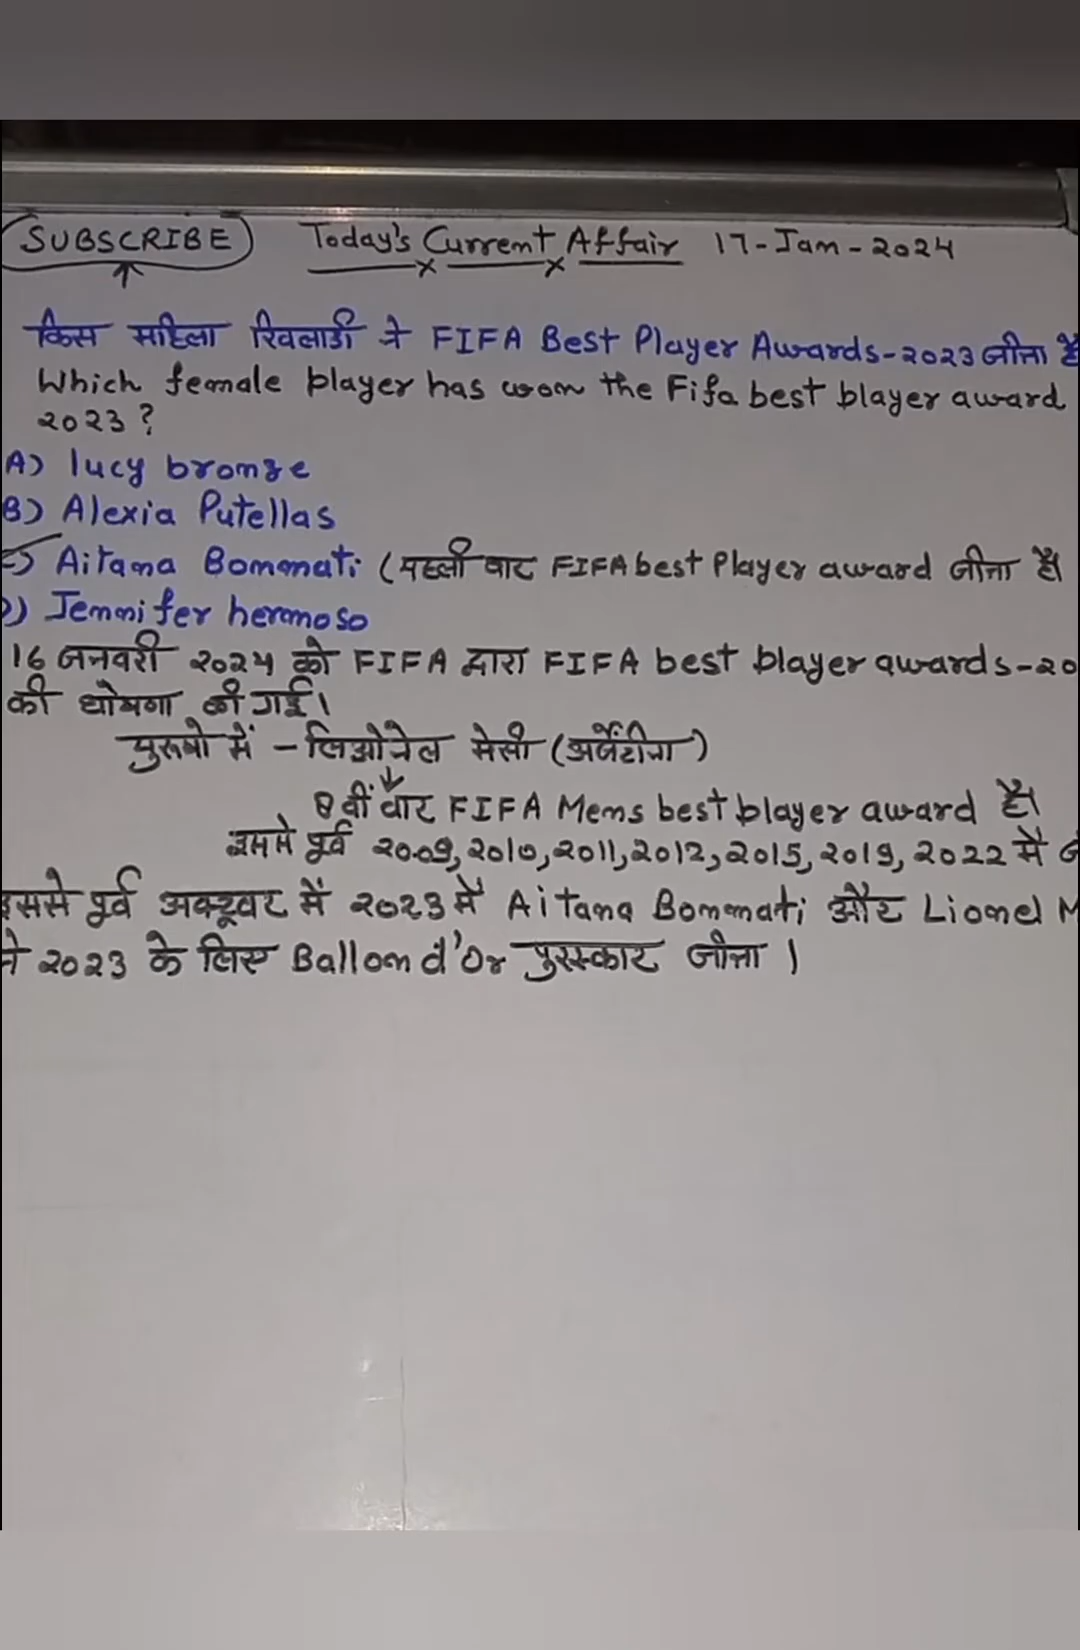 SUBSCRIBE Today's Current Affair 17-Jan-2024
किस महिला खिलाडी ने FIFA Best Player Awards-2023 जीता है
Which female player has won the Fifa best player award
2023?
A) lucy bronze
B) Alexia Putellas
C) Aitana Bonmati (पहली बार FIFA best Player award जीता है
D) Jennifer hermoso
16 जनवरी 2024 को FIFA द्वारा FIFA best player awards-20
की घोषणा की गई।
पुरुषो में - लिओनेल मेसी (अर्जेंटीना)
8 वीं बार FIFA Mens best player award है।
इससे पूर्व 2009, 2010, 2011, 2012, 2015, 2019, 2022 में
इससे पूर्व अक्टूबर में 2023 में Aitana Bonmati और Lionel M
ने 2023 के लिए Ballon d'Or पुरस्कार जीता।